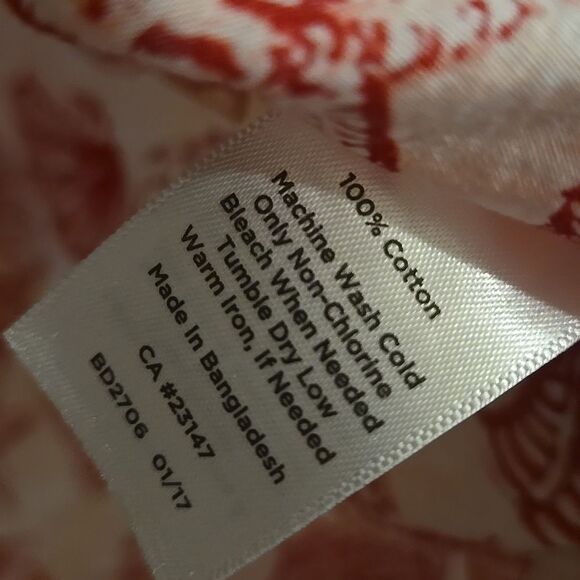 100% Cotton
Machine Wash Cold
Only Non-Chlorine
Bleach When Needed
Tumble Dry Low
Warm Iron, If Needed
Made In Bangladesh
CA #23147
BD2706 01/17